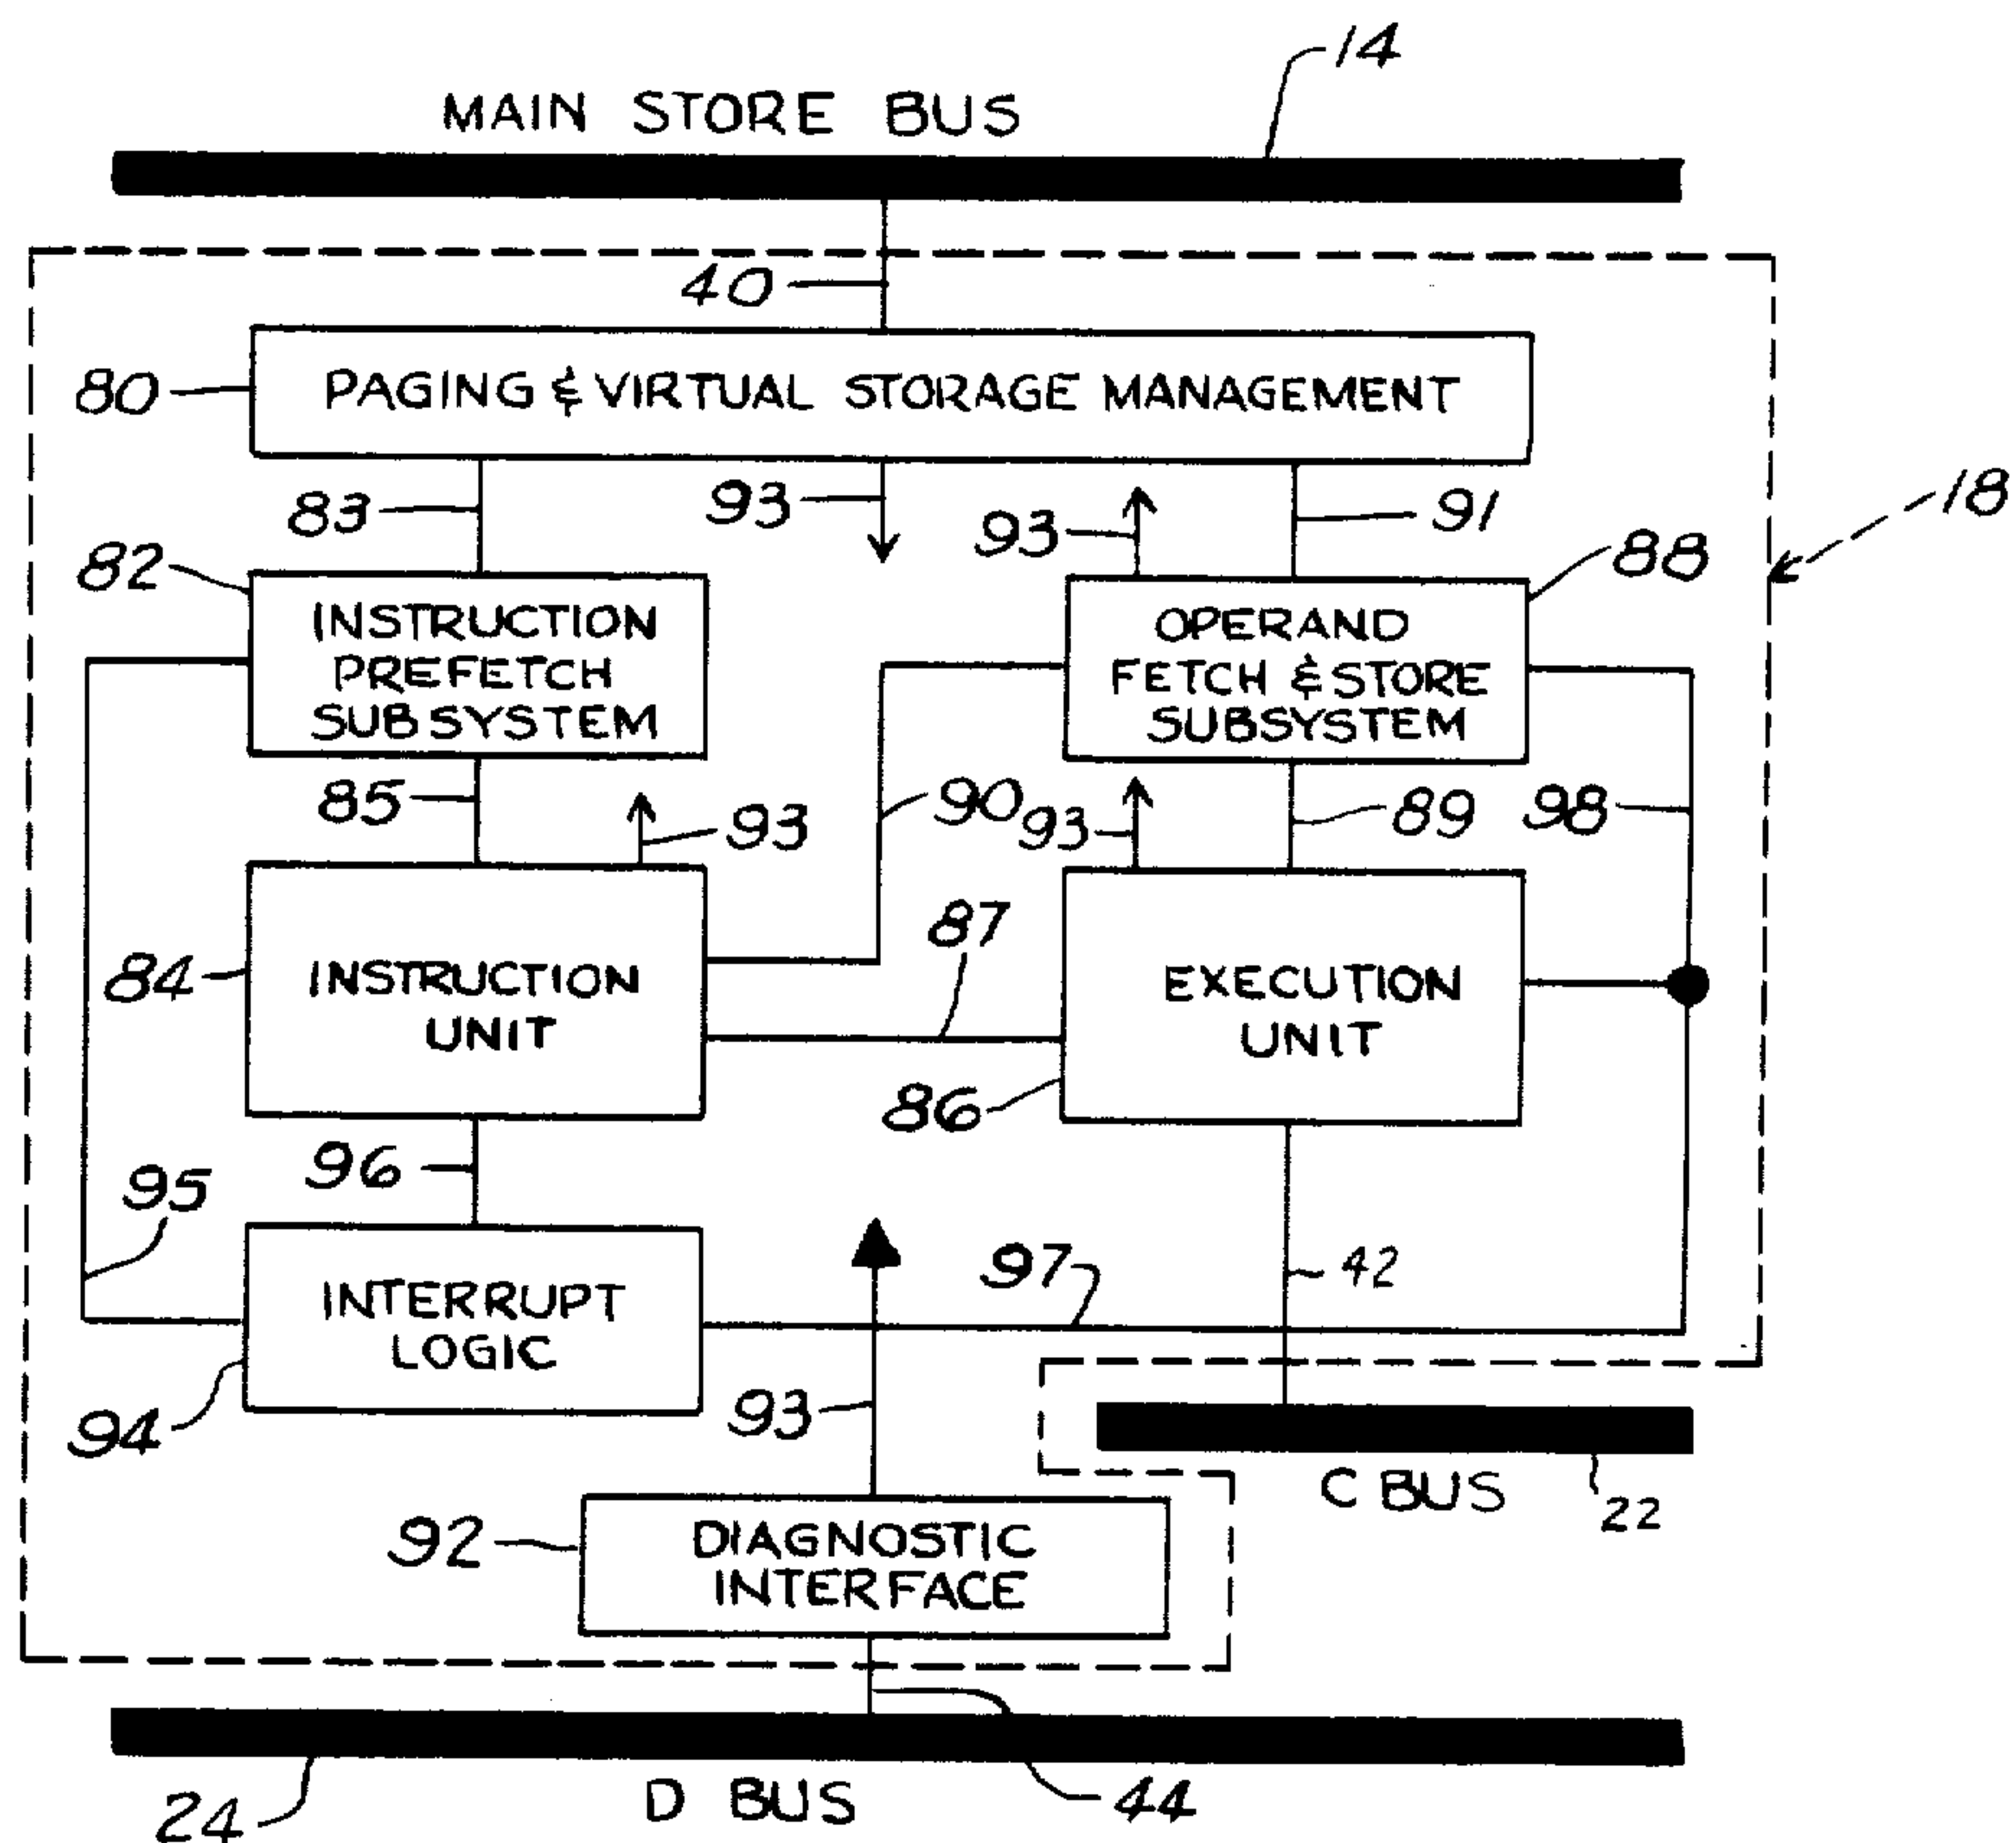 14
MAIN STORE BUS
40
80
PAGING & VIRTUAL STORAGE MANAGEMENT
83
93
93
91
18
82
88
INSTRUCTION
PREFETCH
SUBSYSTEM
OPERAND
FETCH & STORE
SUBSYSTEM
85
93
90
93
89
98
84
INSTRUCTION
UNIT
87
EXECUTION
UNIT
86
96
95
97
42
INTERRUPT
LOGIC
94
93
C BUS
22
92
DIAGNOSTIC
INTERFACE
24
D BUS
44